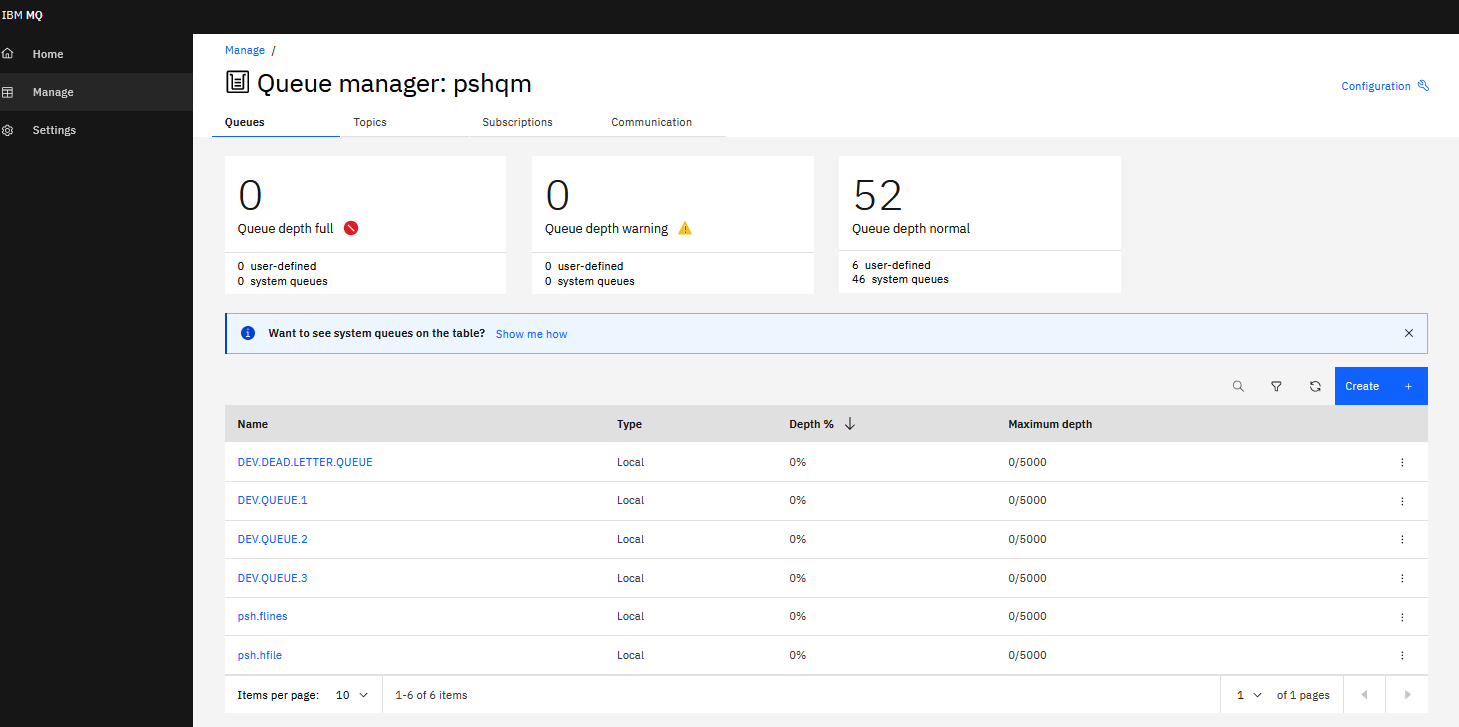 IBM MQ
Home
Manage
Settings
Manage /
Queue manager: pshqm
Configuration
Queues Topics Subscriptions Communication
0
Queue depth full
0 user-defined
0 system queues
0
Queue depth warning
0 user-defined
0 system queues
52
Queue depth normal
6 user-defined
46 system queues
Want to see system queues on the table? Show me how
Create +
Name Type Depth % Maximum depth
DEV.DEAD.LETTER.QUEUE Local 0% 0/5000
DEV.QUEUE.1 Local 0% 0/5000
DEV.QUEUE.2 Local 0% 0/5000
DEV.QUEUE.3 Local 0% 0/5000
psh.flines Local 0% 0/5000
psh.hfile Local 0% 0/5000
Items per page: 10 1-6 of 6 items 1 of 1 pages